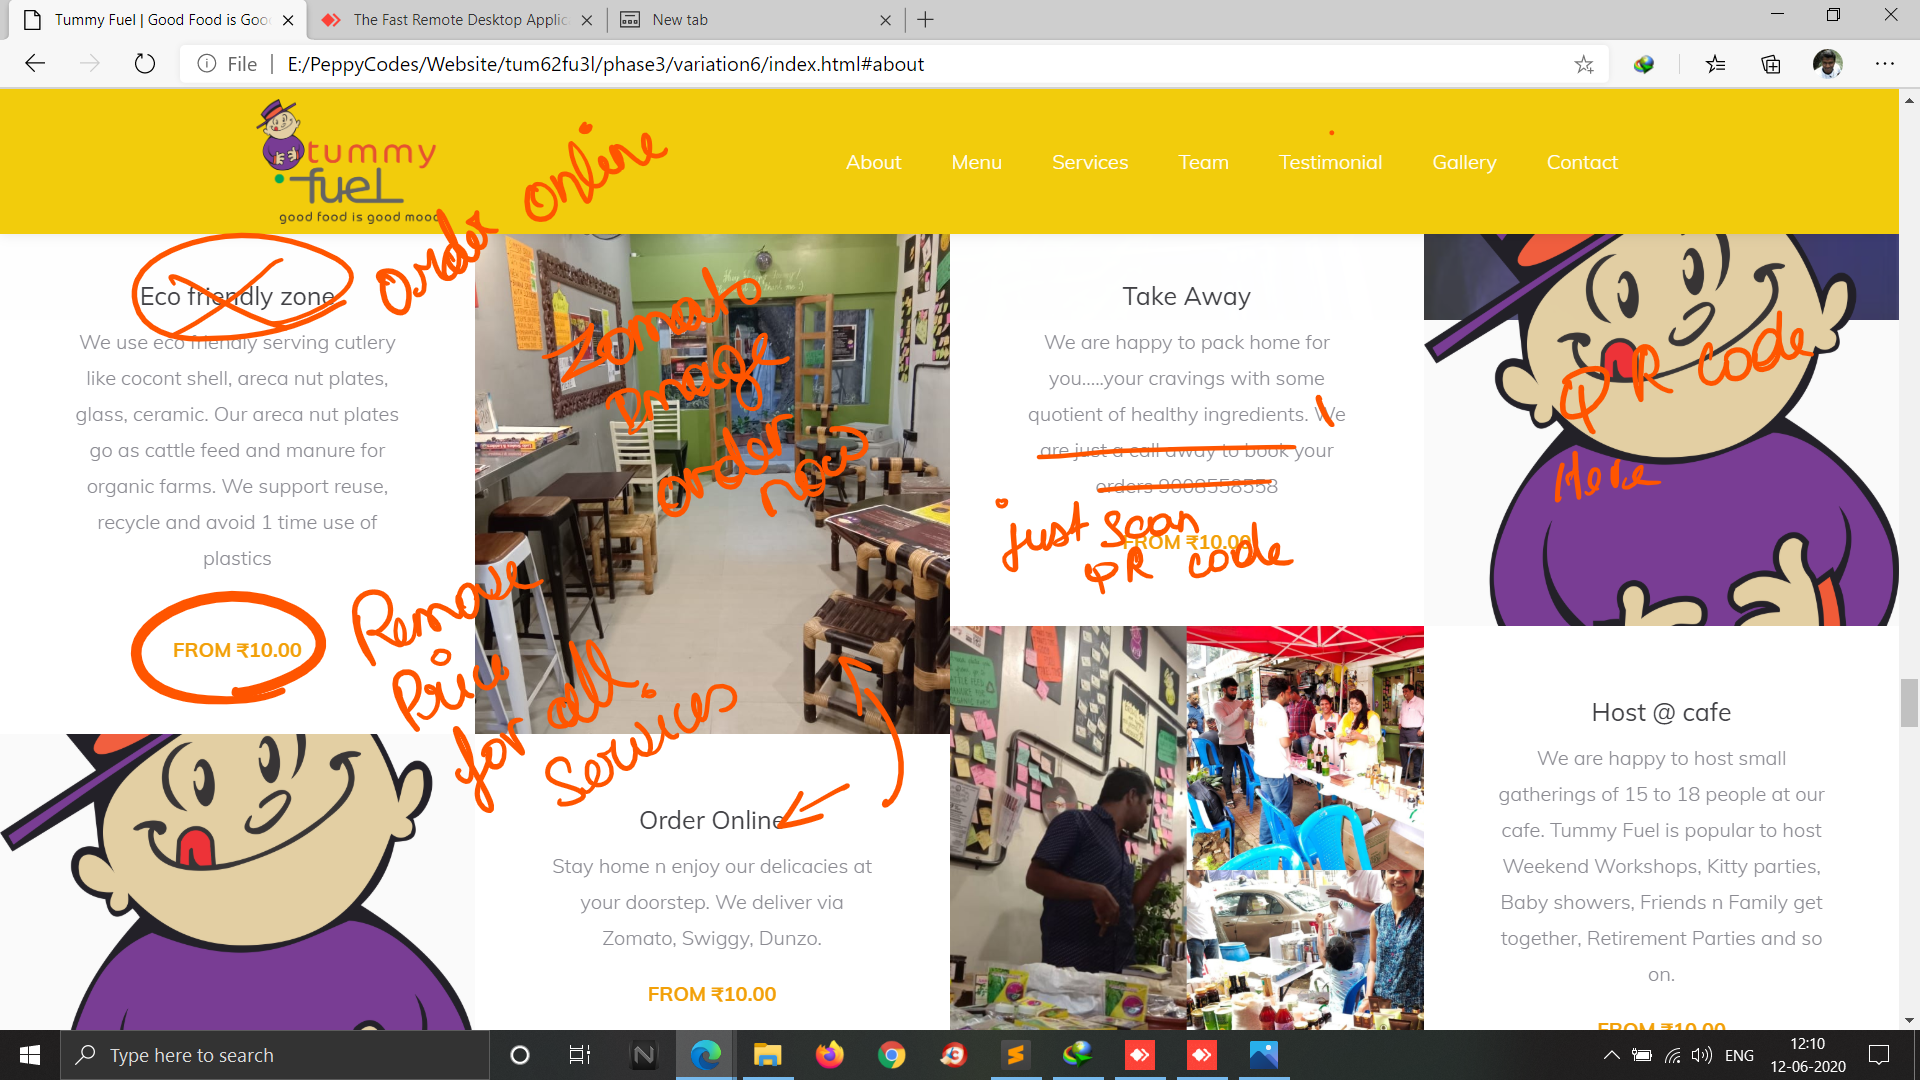 Tummy Fuel | Good Food is Goo
The Fast Remote Desktop Applic
New tab
File
E:/PeppyCodes/Website/tum62fu3l/phase3/variation6/index.html#about
tummy
fuel
good food is good mood
About
Menu
Services
Team
Testimonial
Gallery
Contact
order online
Eco friendly zone
We use eco friendly serving cutlery
like cocont shell, areca nut plates,
glass, ceramic. Our areca nut plates
go as cattle feed and manure for
organic farms. We support reuse,
recycle and avoid 1 time use of
plastics
FROM ₹10.00
Remove
Price
for all
Services
Zomato
Image
order
now
Take Away
We are happy to pack home for
you.....your cravings with some
quotient of healthy ingredients. We
are just a call away to book your
orders 9008558558
just scan
FROM ₹10.00
QR code
QR code
Here
Order Online
Stay home n enjoy our delicacies at
your doorstep. We deliver via
Zomato, Swiggy, Dunzo.
FROM ₹10.00
Host @ cafe
We are happy to host small
gatherings of 15 to 18 people at our
cafe. Tummy Fuel is popular to host
Weekend Workshops, Kitty parties,
Baby showers, Friends n Family get
together, Retirement Parties and so
on.
FROM ₹10.00
Type here to search
ENG
12:10
12-06-2020